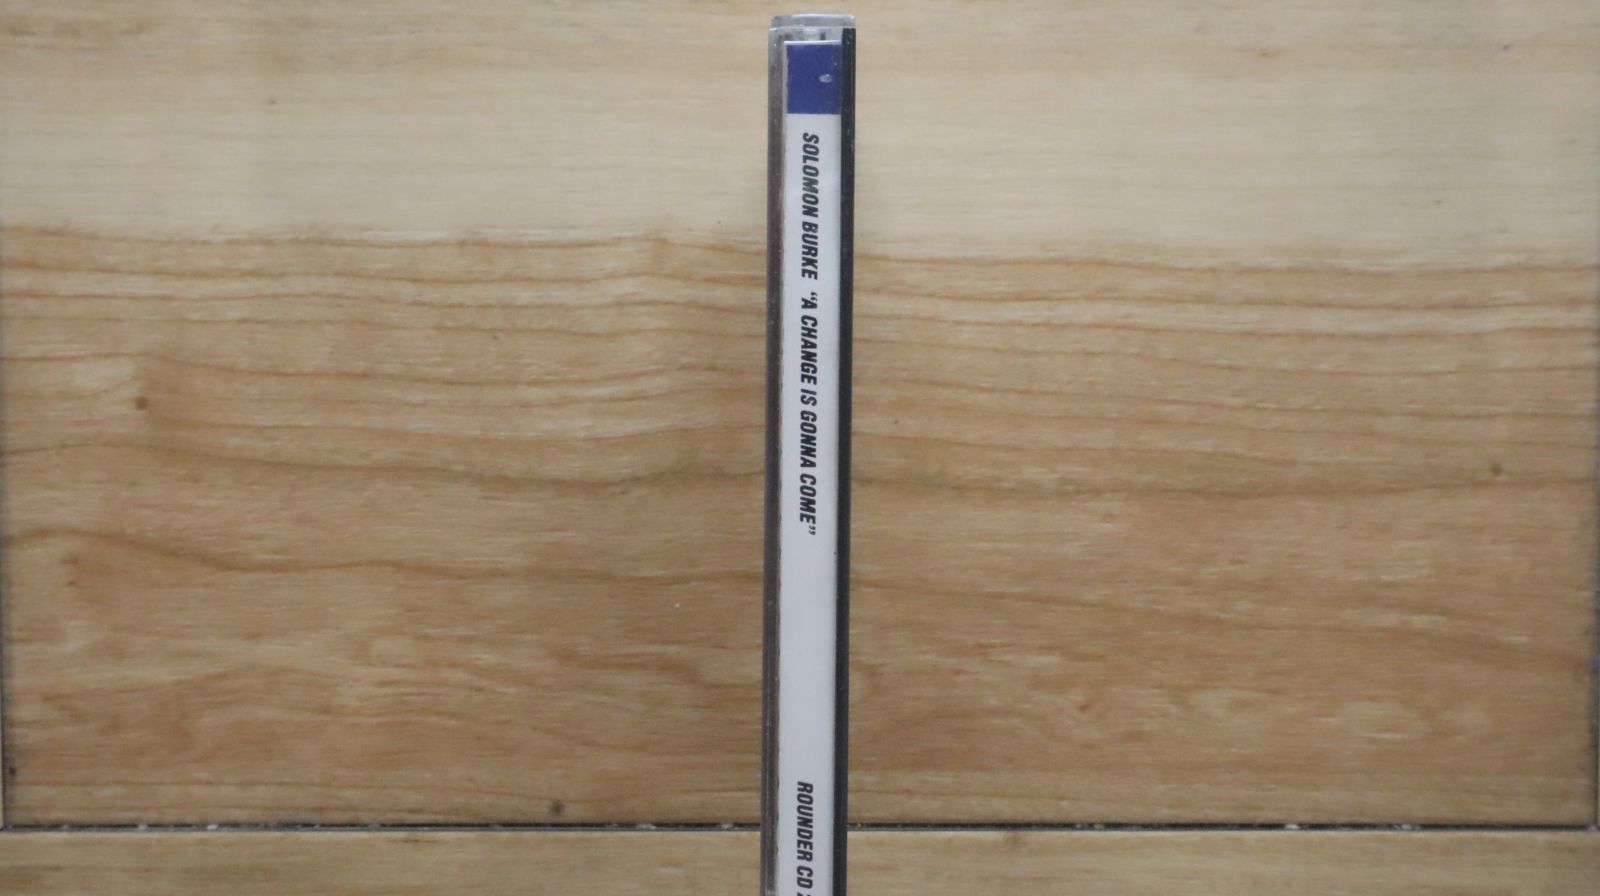 SOLOMON BURKE “A CHANGE IS GONNA COME”
ROUNDER CD